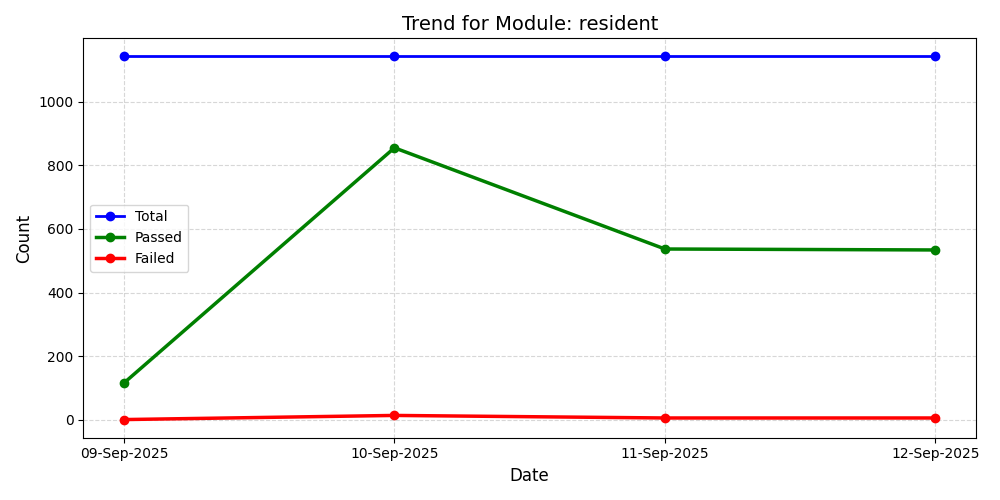 Trend for Module: resident
Count
1000
800
600
400
200
0
Total
Passed
Failed
09-Sep-2025
10-Sep-2025
11-Sep-2025
12-Sep-2025
Date